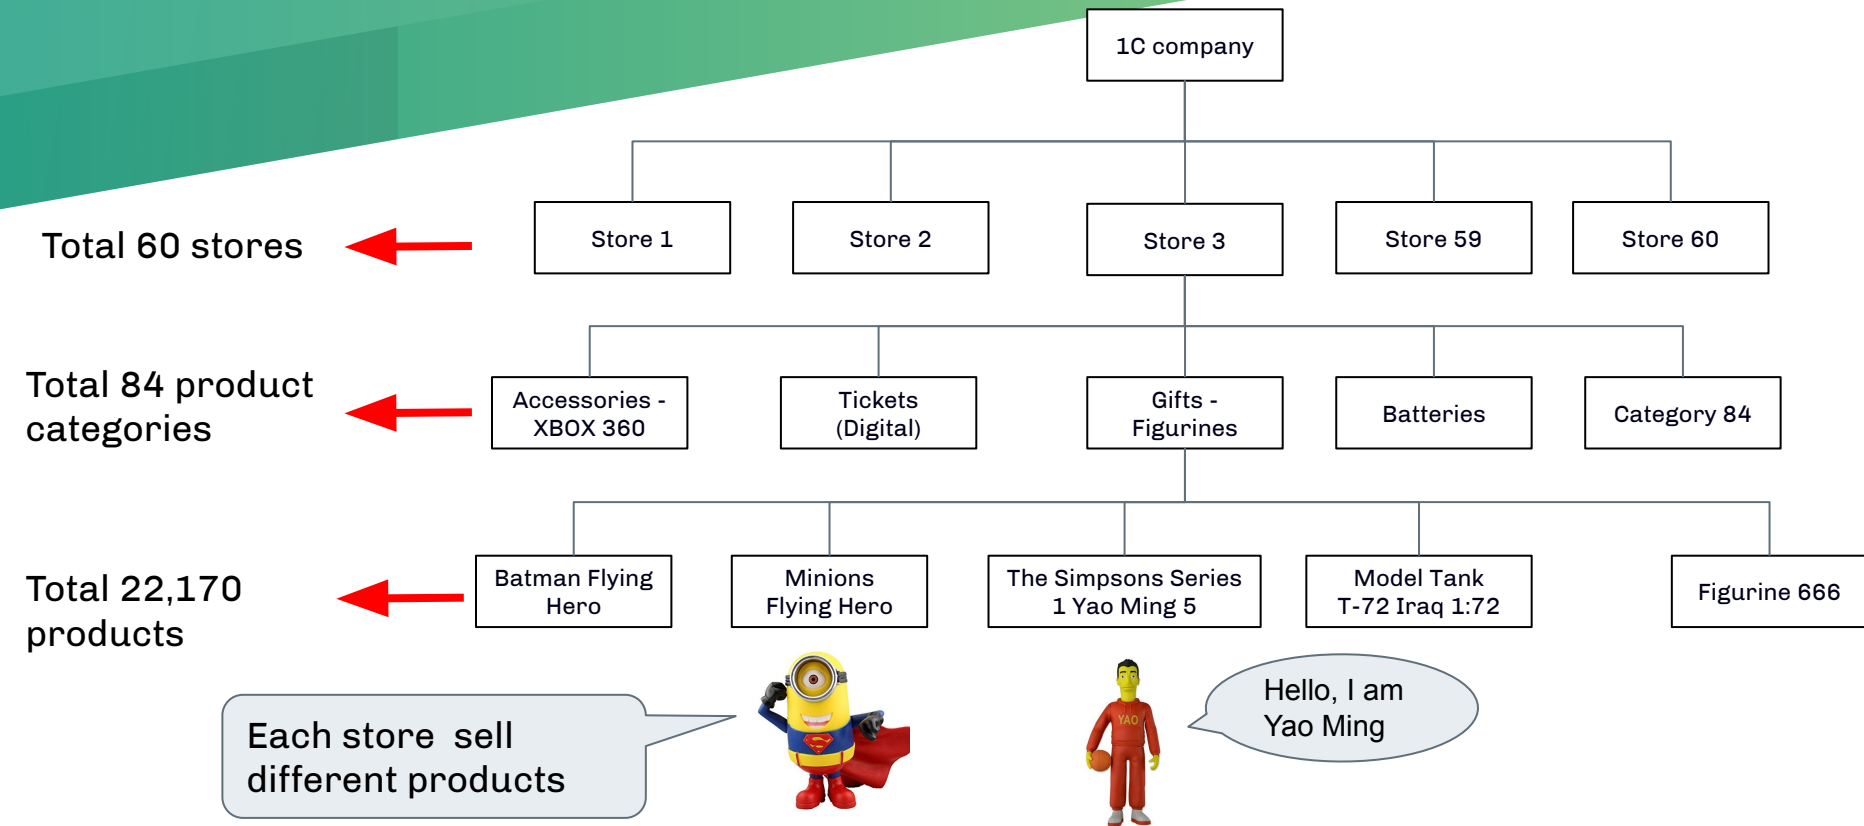 1C company
Total 60 stores
Store 1
Store 2
Store 3
Store 59
Store 60
Total 84 product
categories
Accessories -
XBOX 360
Tickets
(Digital)
Gifts -
Figurines
Batteries
Category 84
Total 22,170
products
Batman Flying
Hero
Minions
Flying Hero
The Simpsons Series
1 Yao Ming 5
Model Tank
T-72 Iraq 1:72
Figurine 666
Each store  sell
different products
S
YAO
Hello, I am
Yao Ming